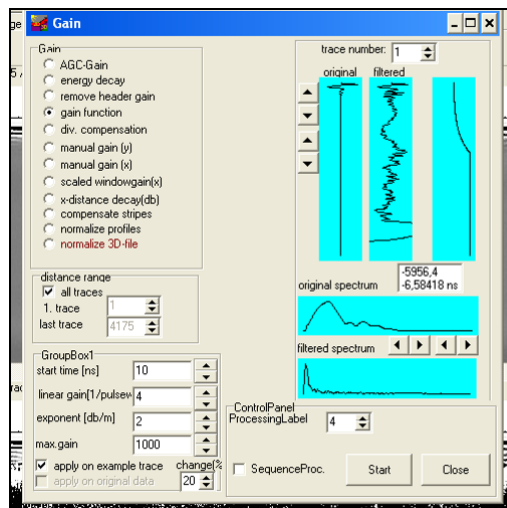 Gain
Gain
AGC-Gain
energy decay
remove header gain
gain function
div. compensation
manual gain (y)
manual gain (x)
scaled windowgain(x)
x-distance decay(db)
compensate stripes
normalize profiles
normalize 3D-file
distance range
all traces
1. trace 1
last trace 4175
GroupBox1
start time [ns] 10
linear gain[1/pulsew 4
exponent [db/m] 2
max.gain 1000
apply on example trace change(%
apply on original data 20
trace number: 1
original filtered
-5956,4
original spectrum -6,58418 ns
filtered spectrum
ControlPanel
ProcessingLabel 4
SequenceProc. Start Close